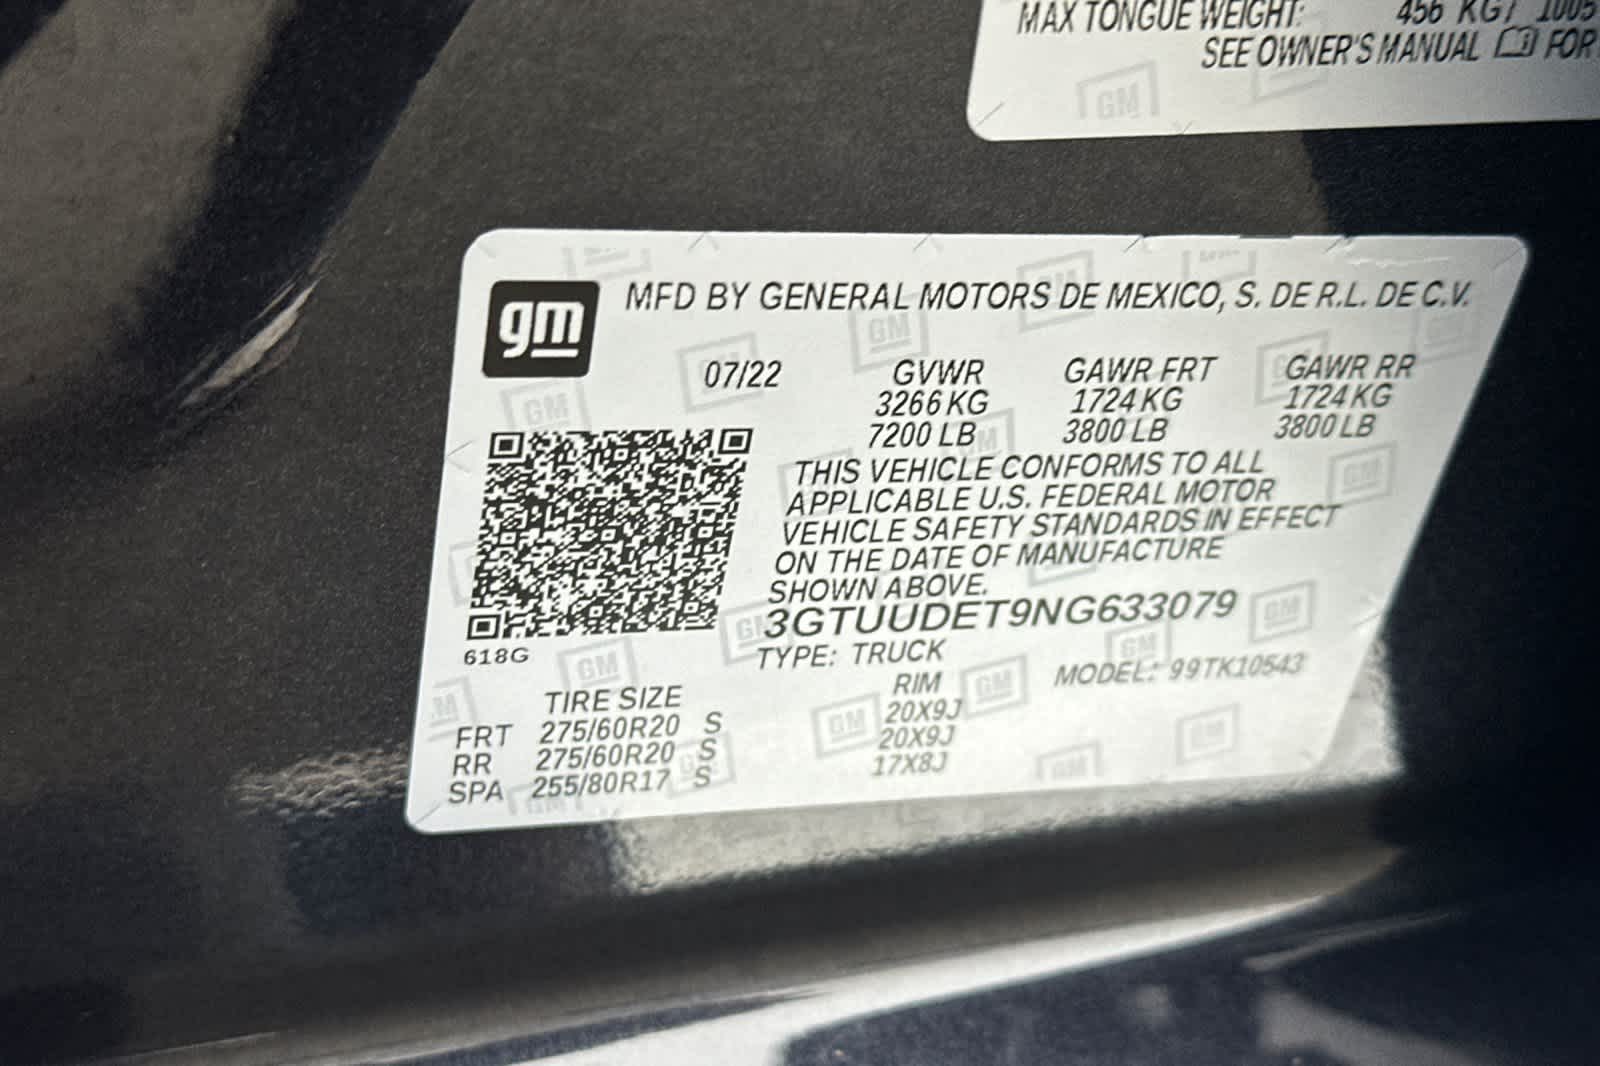 MAX TONGUE WEIGHT: 456 KG/ 1005
SEE OWNER'S MANUAL FOR
gm
MFD BY GENERAL MOTORS DE MEXICO, S. DE R.L. DE C.V.
07/22 GVWR GAWR FRT GAWR RR
3266 KG 1724 KG 1724 KG
7200 LB 3800 LB 3800 LB
THIS VEHICLE CONFORMS TO ALL
APPLICABLE U.S. FEDERAL MOTOR
VEHICLE SAFETY STANDARDS IN EFFECT
ON THE DATE OF MANUFACTURE
SHOWN ABOVE.
3GTUUDET9NG633079
618G
TYPE: TRUCK MODEL: 99TK10543
TIRE SIZE RIM
FRT 275/60R20 S 20X9J
RR 275/60R20 S 20X9J
SPA 255/80R17 S 17X8J